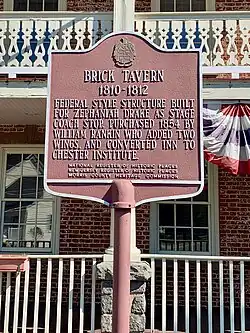 BRICK TAVERN
1810-1812
FEDERAL STYLE STRUCTURE BUILT
FOR ZEPHANIAH DRAKE AS STAGE
COACH STOP. PURCHASED 1854 BY
WILLIAM RANKIN WHO ADDED TWO
WINGS AND CONVERTED INN TO
CHESTER INSTITUTE.
NATIONAL REGISTER OF HISTORIC PLACES
NEW JERSEY REGISTER OF HISTORIC PLACES
MORRIS COUNTY HERITAGE COMMISSION